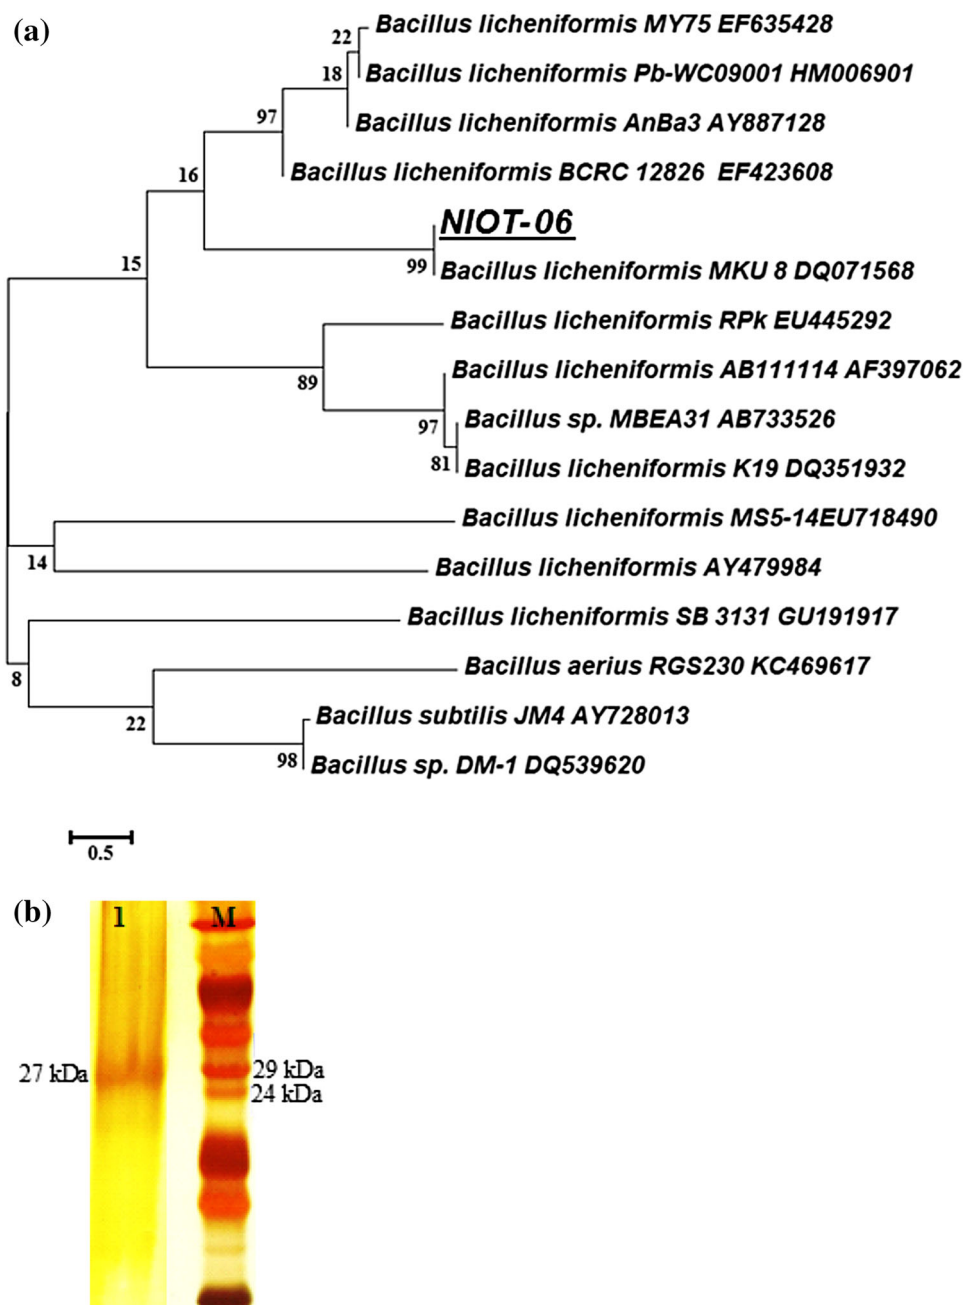 (a)
22
Bacillus licheniformis MY75 EF635428
18
Bacillus licheniformis Pb-WC09001 HM006901
97
Bacillus licheniformis AnBa3 AY887128
16
Bacillus licheniformis BCRC 12826 EF423608
NIOT-06
15
99
Bacillus licheniformis MKU 8 DQ071568
Bacillus licheniformis RPk EU445292
89
Bacillus licheniformis AB111114 AF397062
97
Bacillus sp. MBEA31 AB733526
81
Bacillus licheniformis K19 DQ351932
Bacillus licheniformis MS5-14EU718490
14
Bacillus licheniformis AY479984
Bacillus licheniformis SB 3131 GU191917
8
Bacillus aerius RGS230 KC469617
22
Bacillus subtilis JM4 AY728013
98
Bacillus sp. DM-1 DQ539620
0.5
(b)
1 M
27 kDa
29 kDa
24 kDa